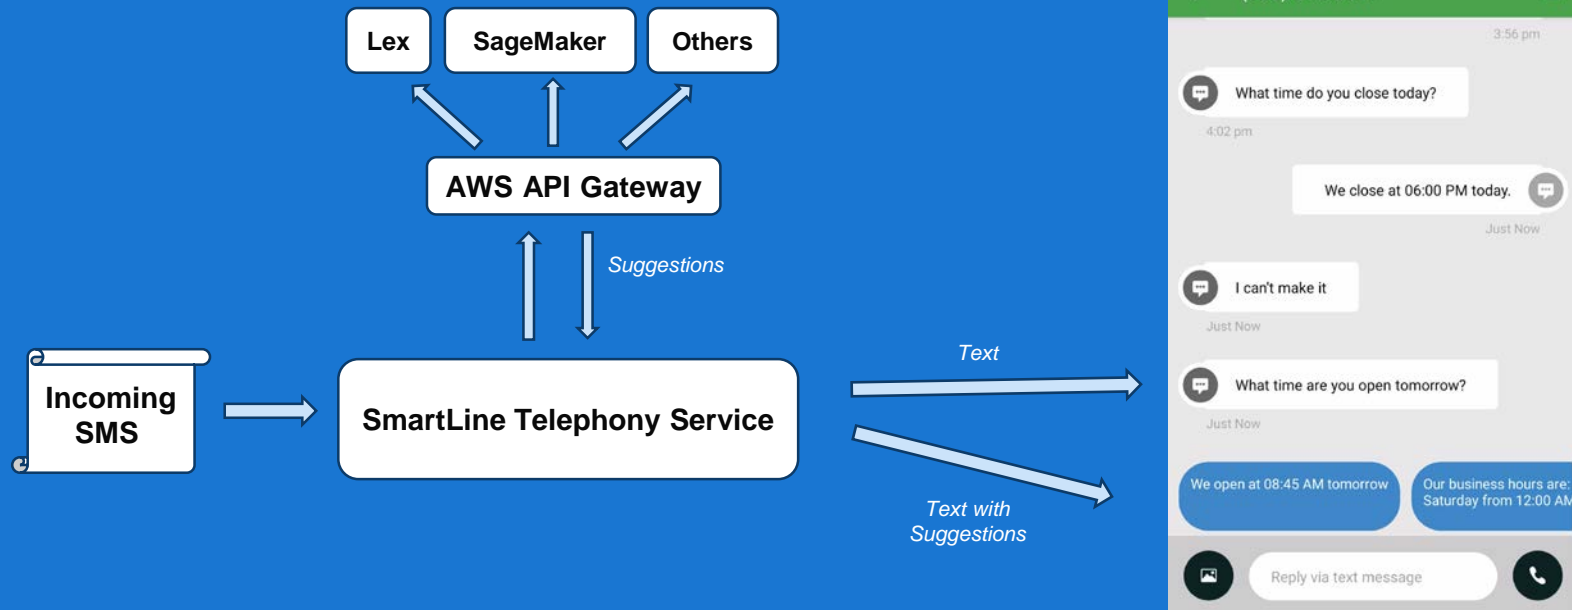 Lex
SageMaker
Others
AWS API Gateway
Suggestions
Incoming
SMS
SmartLine Telephony Service
Text
Text with
Suggestions
3:56 pm
What time do you close today?
4:02 pm
We close at 06:00 PM today.
Just Now
I can't make it
Just Now
What time are you open tomorrow?
Just Now
We open at 08:45 AM tomorrow
Our business hours are:
Saturday from 12:00 AM
Reply via text message